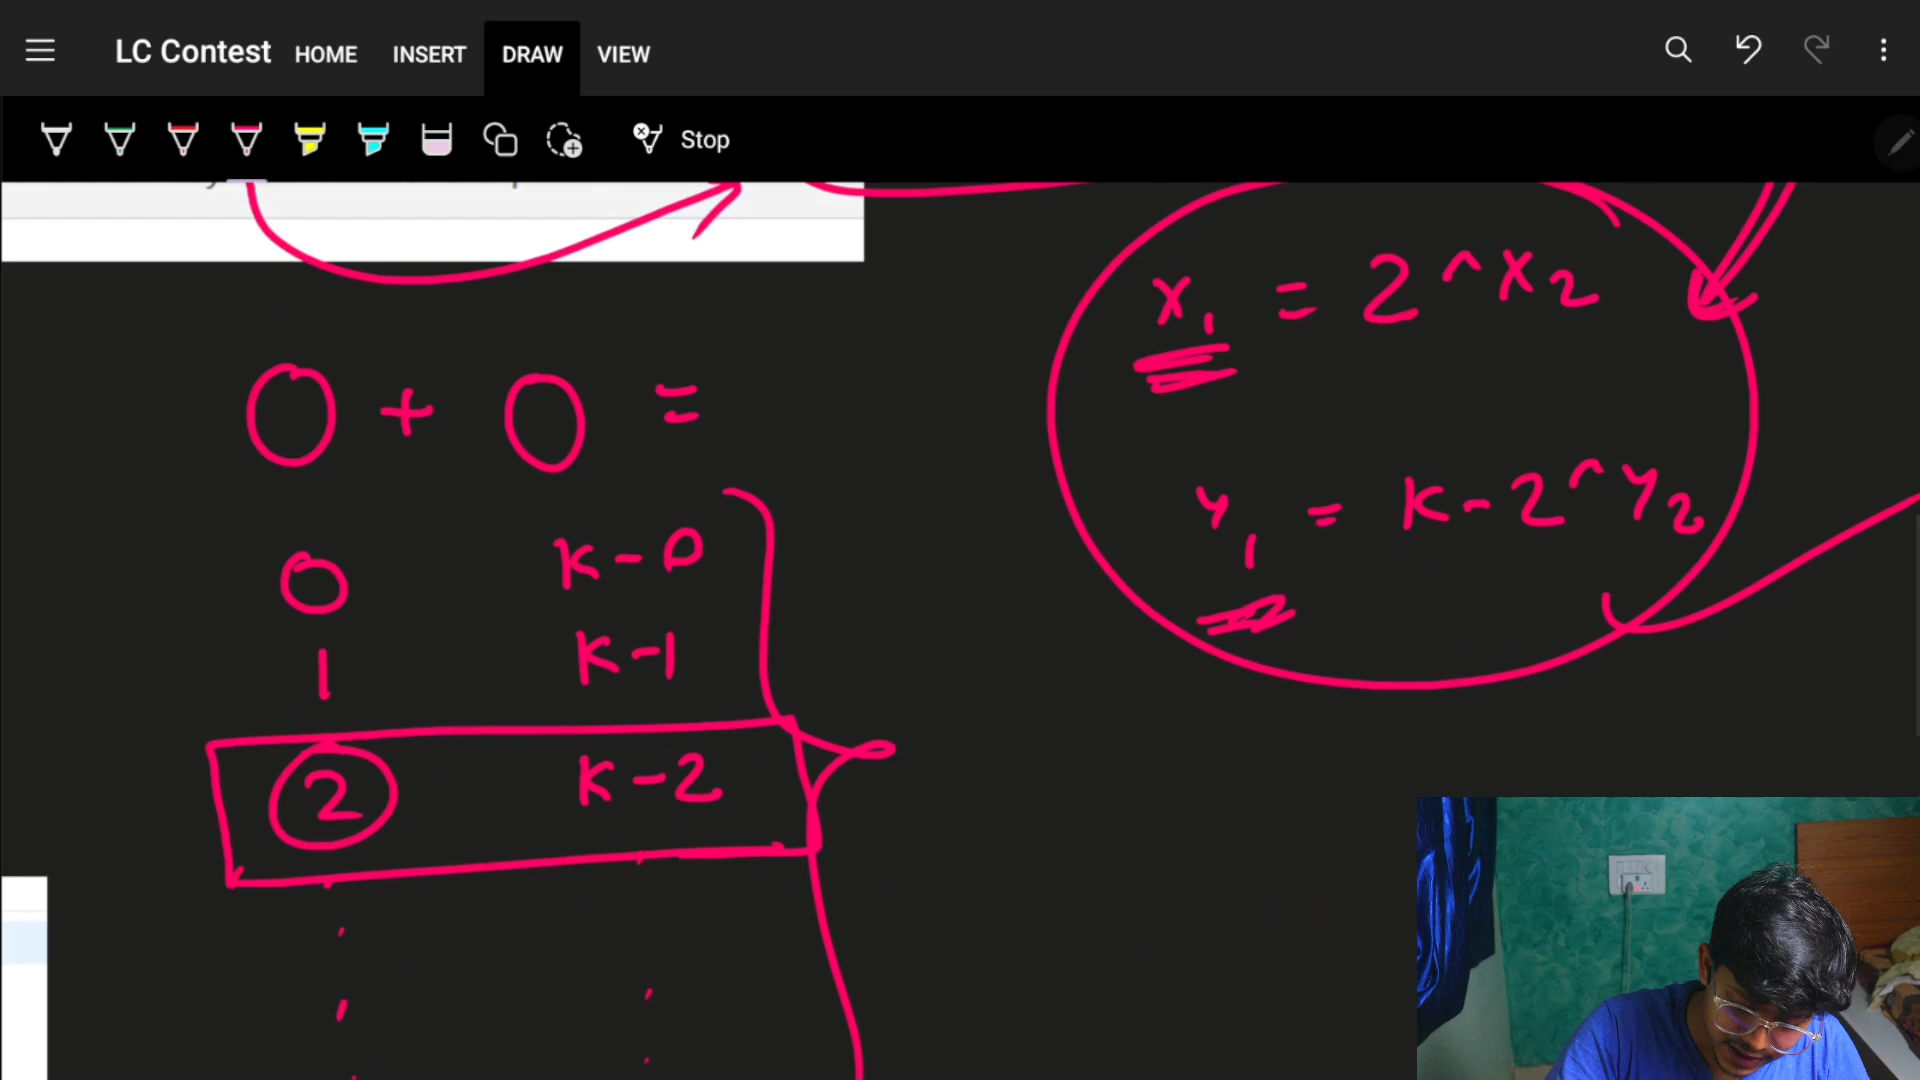 LC Contest HOME INSERT DRAW VIEW
Stop
x₁ = 2 ^ x₂
O + O =
y₁ = k - 2 ^ y₂
0 k - 0
1 k - 1
2 k - 2